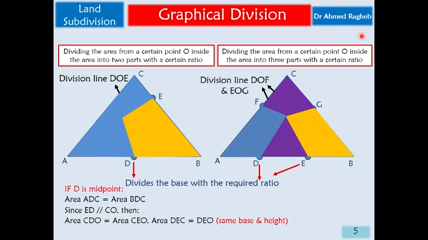 Land
Subdivision
Graphical Division
Dr Ahmed Ragheb
Dividing the area from a certain point O inside
the area into two parts with a certain ratio
Dividing the area from a certain point O inside
the area into three parts with a certain ratio
Division line DOE
C
E
A
D
B
Division line DOF
& EOG
C
F
G
A
D
E
B
Divides the base with the required ratio
IF D is midpoint:
Area ADC = Area BDC
Since ED // CO, then:
Area CDO = Area CEO, Area DEC = DEO (same base & height)
5